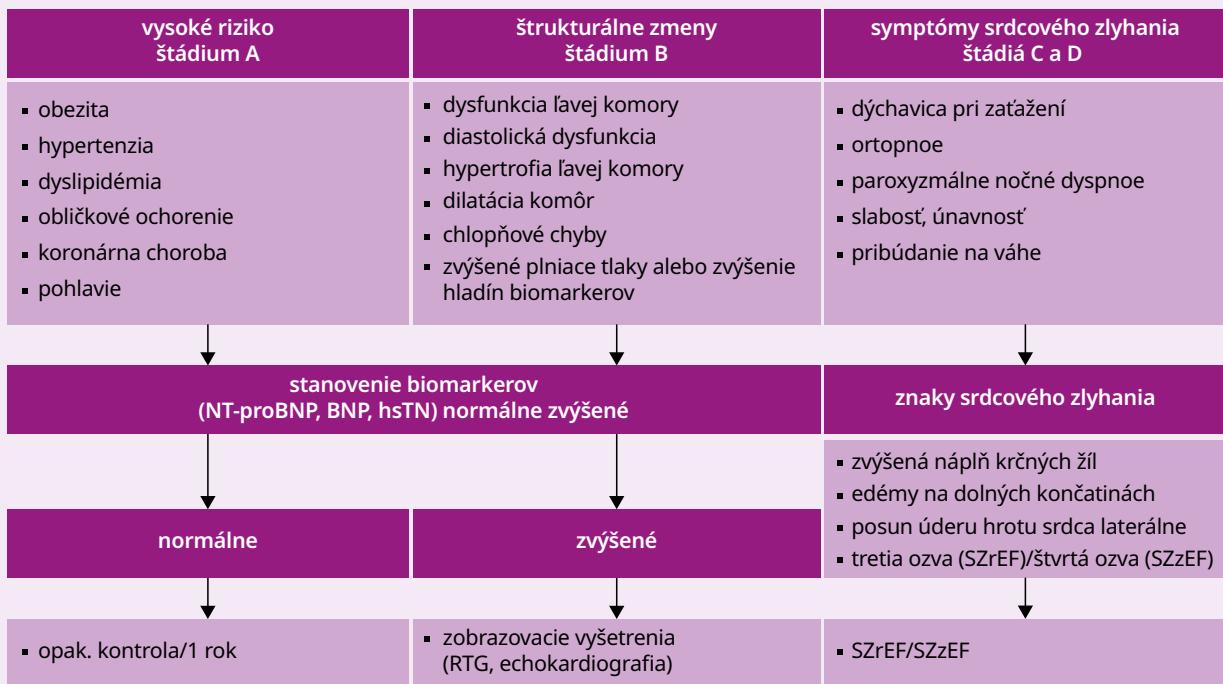 vysoké riziko
štádium A
▪ obezita
▪ hypertenzia
▪ dyslipidémia
▪ obličkové ochorenie
▪ koronárna choroba
▪ pohlavie
štrukturálne zmeny
štádium B
▪ dysfunkcia ľavej komory
▪ diastolická dysfunkcia
▪ hypertrofia ľavej komory
▪ dilatácia komôr
▪ chlopňové chyby
▪ zvýšené plniace tlaky alebo zvýšenie
hladín biomarkerov
symptómy srdcového zlyhania
štádiá C a D
▪ dýchavica pri zaťažení
▪ ortopnoe
▪ paroxyzmálne nočné dyspnoe
▪ slabosť, únavnosť
▪ pribúdanie na váhe
stanovenie biomarkerov
(NT-proBNP, BNP, hsTN) normálne zvýšené
znaky srdcového zlyhania
▪ zvýšená náplň krčných žíl
▪ edémy na dolných končatinách
▪ posun úderu hrotu srdca laterálne
▪ tretia ozva (SZrEF)/štvrtá ozva (SZzEF)
normálne
zvýšené
▪ opak. kontrola/1 rok
▪ zobrazovacie vyšetrenia
(RTG, echokardiografia)
▪ SZrEF/SZzEF